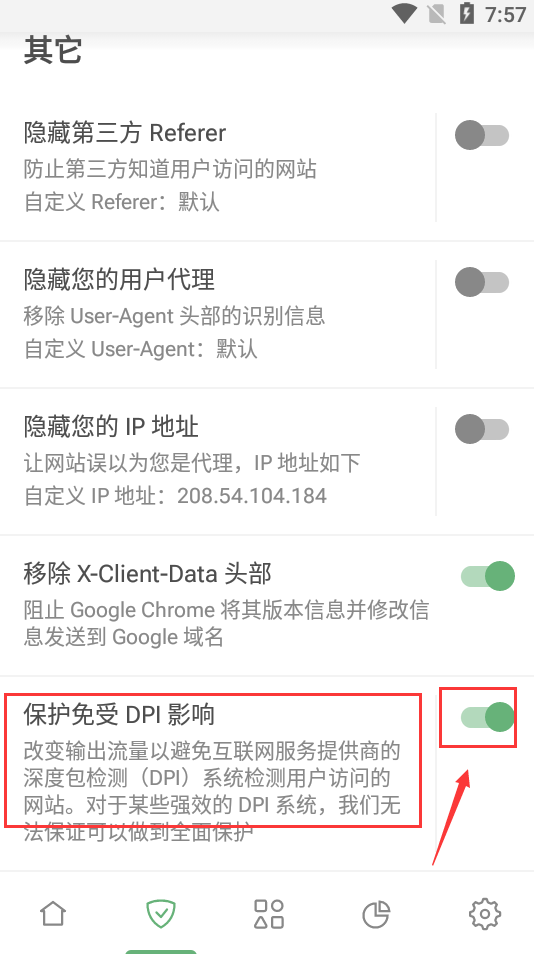 7:57
其它
隐藏第三方 Referer
防止第三方知道用户访问的网站
自定义 Referer：默认
隐藏您的用户代理
移除 User-Agent 头部的识别信息
自定义 User-Agent：默认
隐藏您的 IP 地址
让网站误以为您是代理，IP 地址如下
自定义 IP 地址：208.54.104.184
移除 X-Client-Data 头部
阻止 Google Chrome 将其版本信息并修改信
息发送到 Google 域名
保护免受 DPI 影响
改变输出流量以避免互联网服务提供商的
深度包检测（DPI）系统检测用户访问的
网站。对于某些强效的 DPI 系统，我们无
法保证可以做到全面保护